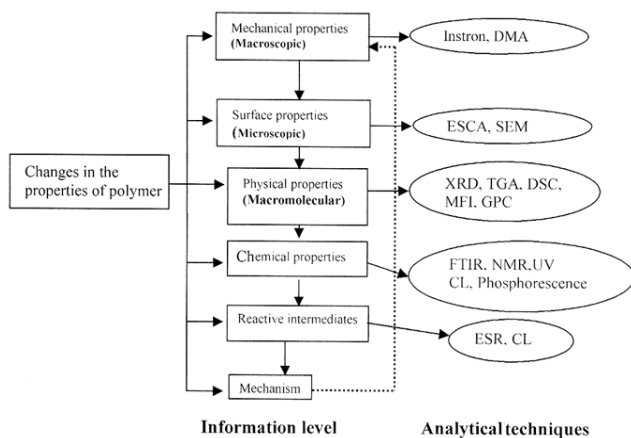 Mechanical properties
(Macroscopic)
Instron, DMA
Surface properties
(Microscopic)
ESCA, SEM
Changes in the
properties of polymer
Physical properties
(Macromolecular)
XRD, TGA, DSC,
MFI, GPC
Chemical properties
FTIR, NMR,UV
CL, Phosphorescence
Reactive intermediates
ESR, CL
Mechanism
Information level
Analytical techniques